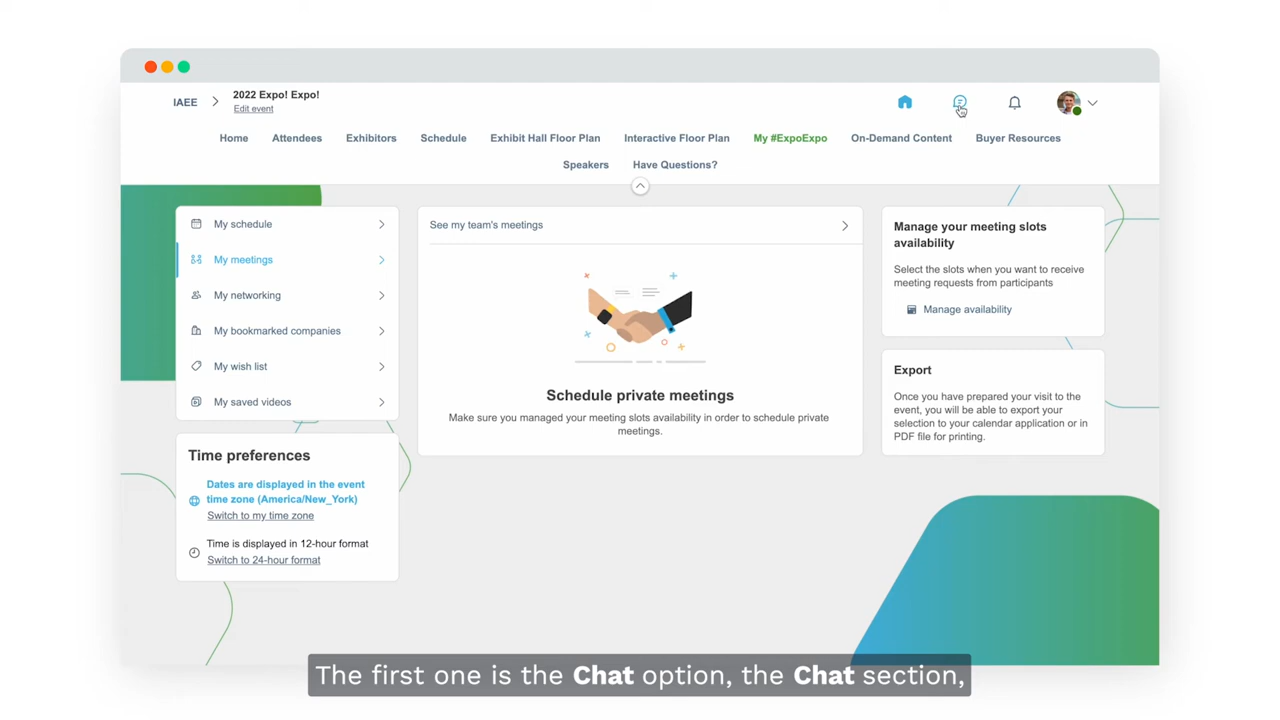 IAEE
2022 Expo! Expo!
Edit event
Home
Attendees
Exhibitors
Schedule
Exhibit Hall Floor Plan
Interactive Floor Plan
My #ExpoExpo
On-Demand Content
Buyer Resources
Speakers
Have Questions?
My schedule
My meetings
My networking
My bookmarked companies
My wish list
My saved videos
Time preferences
Dates are displayed in the event
time zone (America/New_York)
Switch to my time zone
Time is displayed in 12-hour format
Switch to 24-hour format
See my team's meetings
Schedule private meetings
Make sure you managed your meeting slots availability in order to schedule private
meetings.
Manage your meeting slots
availability
Select the slots when you want to receive
meeting requests from participants
Manage availability
Export
Once you have prepared your visit to the
event, you will be able to export your
selection to your calendar application or in
PDF file for printing.
The first one is the Chat option, the Chat section,